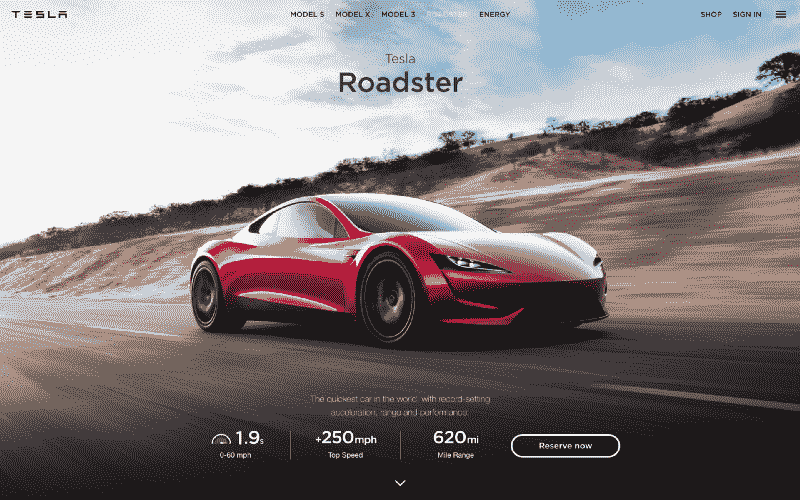 TESLA
MODEL S MODEL X MODEL 3 ROADSTER ENERGY
SHOP SIGN IN
Tesla
Roadster
The quickest car in the world, with record-setting
acceleration, range and performance.
1.9s
0-60 mph
+250mph
Top Speed
620mi
Mile Range
Reserve now